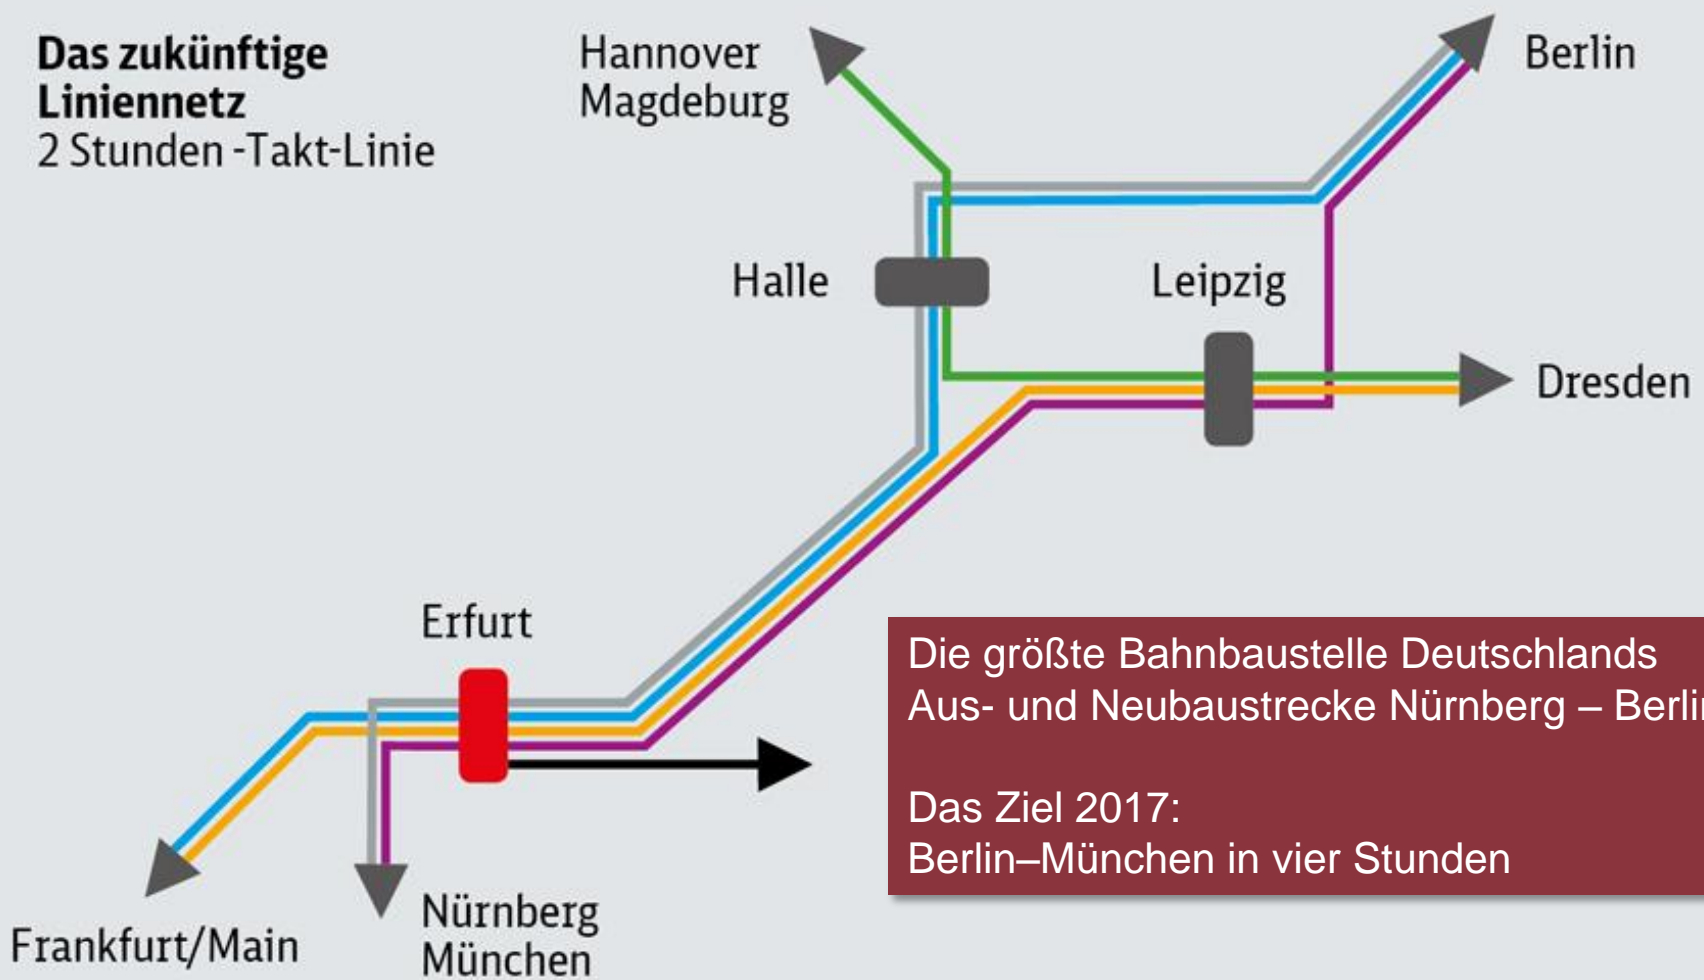 Das zukünftige
Liniennetz
2 Stunden -Takt-Linie
Hannover
Magdeburg
Berlin
Halle
Leipzig
Dresden
Erfurt
Die größte Bahnbaustelle Deutschlands
Aus- und Neubaustrecke Nürnberg – Berlin
Das Ziel 2017:
Berlin–München in vier Stunden
Frankfurt/Main
Nürnberg
München